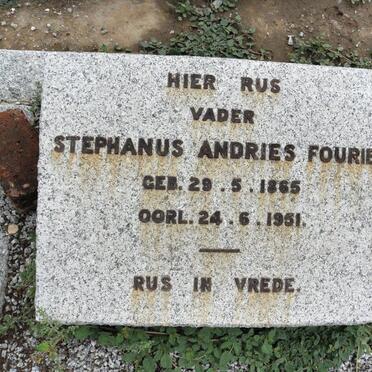 HIER RUS
VADER
STEPHANUS ANDRIES FOURIE
GEB. 29.5.1865
OORL. 24.6.1951.
RUS IN VREDE.